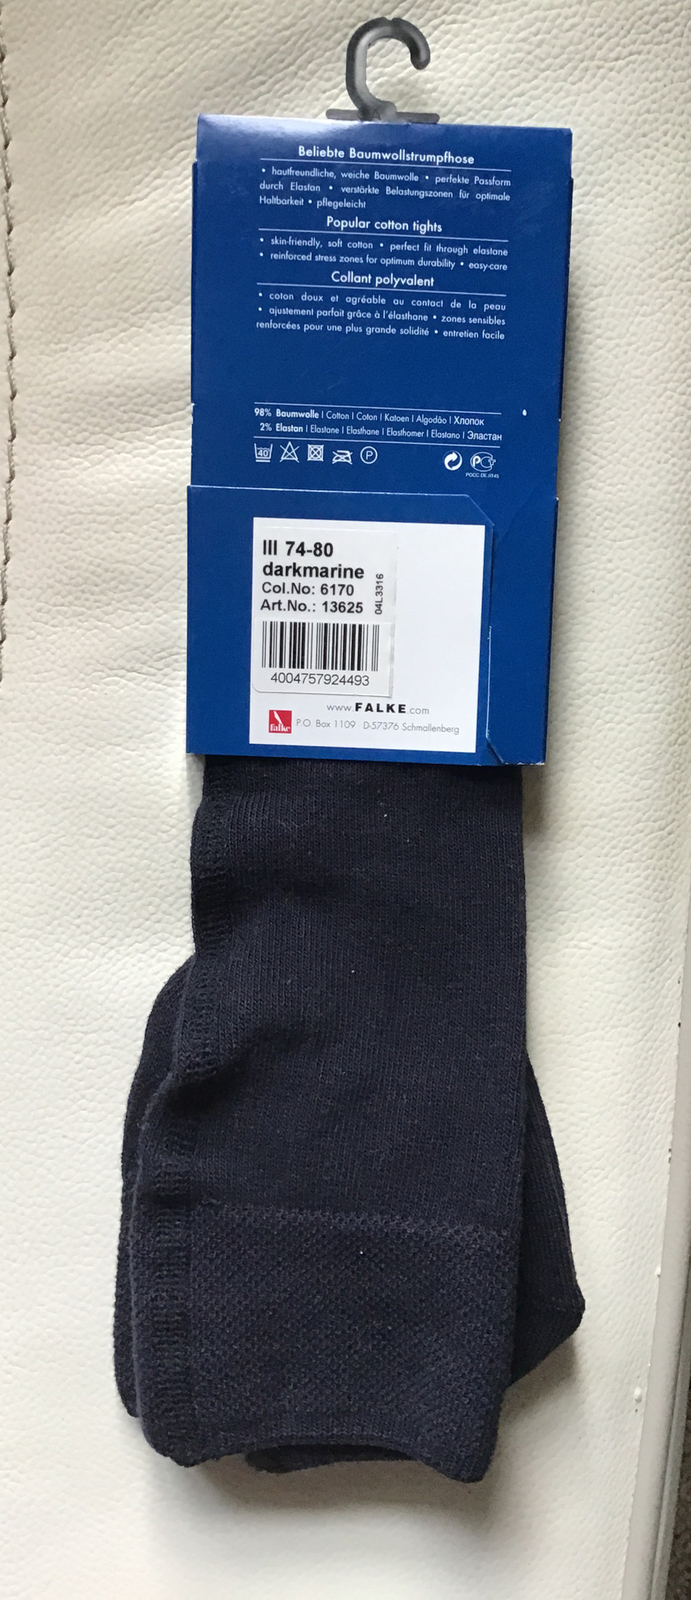 Beliebte Baumwollstrumpfhose
• hautfreundliche, weiche Baumwolle • perfekte Passform
durch Elastan • verstärkte Belastungszonen für optimale
Haltbarkeit • pflegeleicht
Popular cotton tights
• skin-friendly, soft cotton • perfect fit through elastane
• reinforced stress zones for optimum durability • easy-care
Collant polyvalent
• coton doux et agréable au contact de la peau
• ajustement parfait grâce à l'élasthane • zones sensibles
renforcées pour une plus grande solidité • entretien facile
98% Baumwolle | Cotton | Coton | Katoen | Algodão | Хлопок
2% Elastan | Elastane | Elasthane | Elasthomer | Elastano | Эластан
40
P
III 74-80
darkmarine
Col.No: 6170
Art.No.: 13625
04L3316
4004757924493
www.FALKE.com
Falke
P.O. Box 1109 D-57376 Schmallenberg